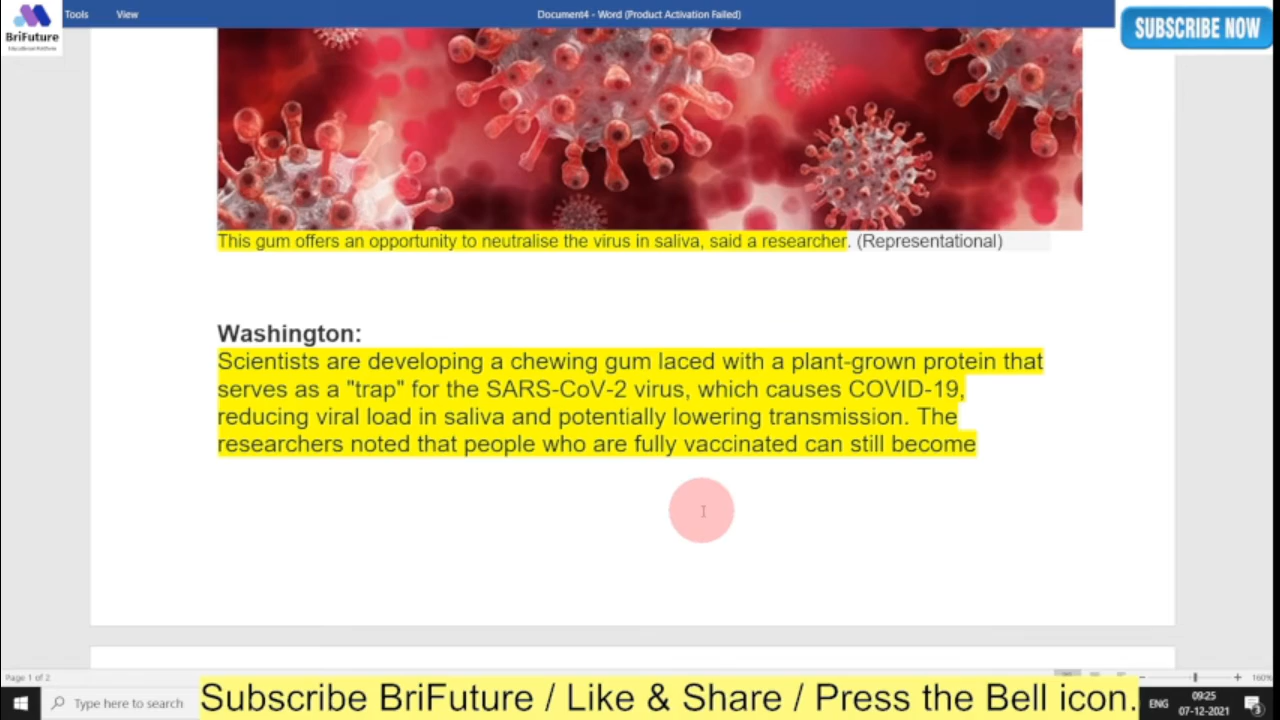 Tools View Document4 - Word (Product Activation Failed)
BriFuture
Educational Platform
SUBSCRIBE NOW
This gum offers an opportunity to neutralise the virus in saliva, said a researcher. (Representational)
Washington:
Scientists are developing a chewing gum laced with a plant-grown protein that
serves as a "trap" for the SARS-CoV-2 virus, which causes COVID-19,
reducing viral load in saliva and potentially lowering transmission. The
researchers noted that people who are fully vaccinated can still become
Page 1 of 2
160%
Type here to search
Subscribe BriFuture / Like & Share / Press the Bell icon.
ENG
09:25
07-12-2021
3